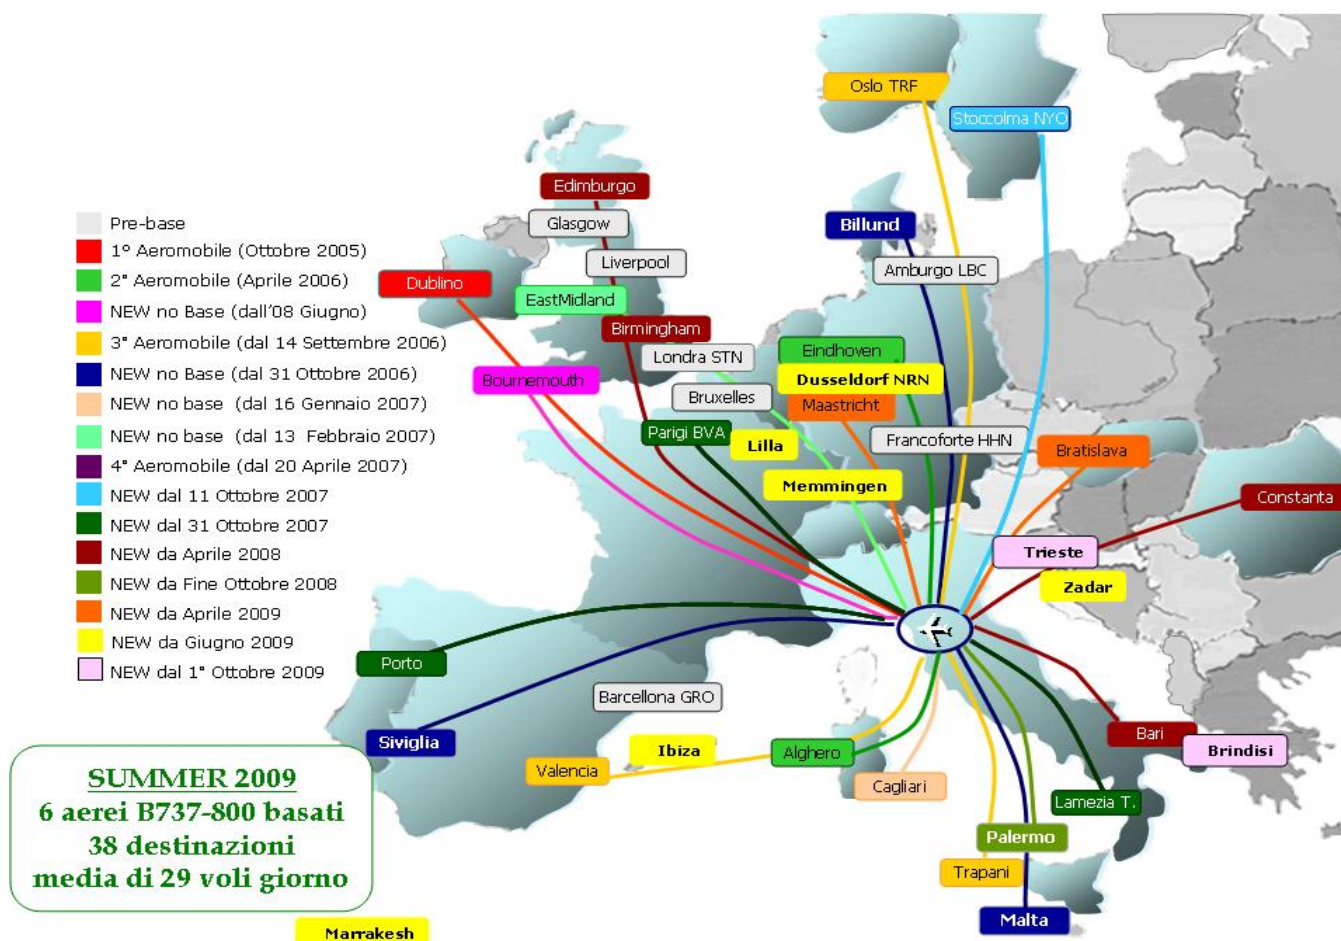 Oslo TRF
Stoccolma NYO
Edimburgo
Glasgow
Billund
Liverpool
Amburgo LBC
Dublino
EastMidland
Birmingham
Londra STN
Eindhoven
Dusseldorf NRN
Bournemouth
Bruxelles
Maastricht
Parigi BVA
Lilla
Francoforte HHN
Bratislava
Memmingen
Constanta
Trieste
Zadar
Porto
Barcellona GRO
Siviglia
Ibiza
Alghero
Valencia
Cagliari
Bari
Brindisi
Lamezia T.
Palermo
Trapani
Malta
Marrakesh
Pre-base
1° Aeromobile (Ottobre 2005)
2° Aeromobile (Aprile 2006)
NEW no Base (dall'08 Giugno)
3° Aeromobile (dal 14 Settembre 2006)
NEW no Base (dal 31 Ottobre 2006)
NEW no base (dal 16 Gennaio 2007)
NEW no base (dal 13 Febbraio 2007)
4° Aeromobile (dal 20 Aprile 2007)
NEW dal 11 Ottobre 2007
NEW dal 31 Ottobre 2007
NEW da Aprile 2008
NEW da Fine Ottobre 2008
NEW da Aprile 2009
NEW da Giugno 2009
NEW dal 1° Ottobre 2009
SUMMER 2009
6 aerei B737-800 basati
38 destinazioni
media di 29 voli giorno